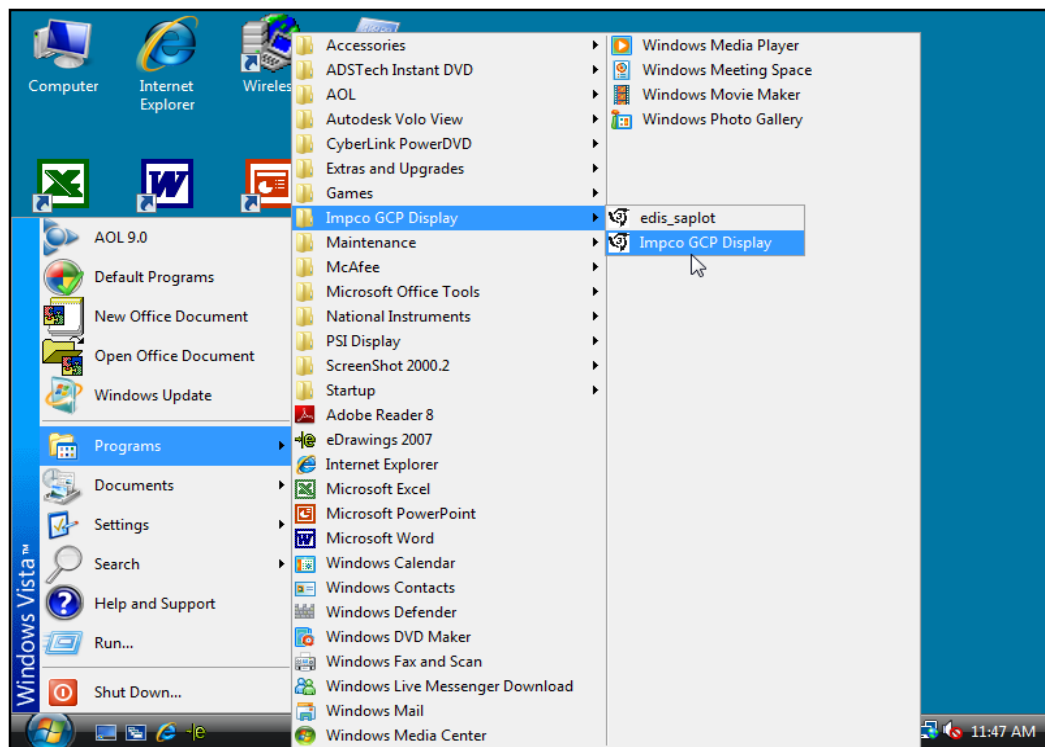 Computer
Internet
Explorer
Wireles
AOL 9.0
Default Programs
New Office Document
Open Office Document
Windows Update
Programs
Documents
Settings
Search
Help and Support
Run...
Shut Down...
Windows Vista™
Accessories
ADSTech Instant DVD
AOL
Autodesk Volo View
CyberLink PowerDVD
Extras and Upgrades
Games
Impco GCP Display
Maintenance
McAfee
Microsoft Office Tools
National Instruments
PSI Display
ScreenShot 2000.2
Startup
Adobe Reader 8
eDrawings 2007
Internet Explorer
Microsoft Excel
Microsoft PowerPoint
Microsoft Word
Windows Calendar
Windows Contacts
Windows Defender
Windows DVD Maker
Windows Fax and Scan
Windows Live Messenger Download
Windows Mail
Windows Media Center
Windows Media Player
Windows Meeting Space
Windows Movie Maker
Windows Photo Gallery
edis_saplot
Impco GCP Display
11:47 AM